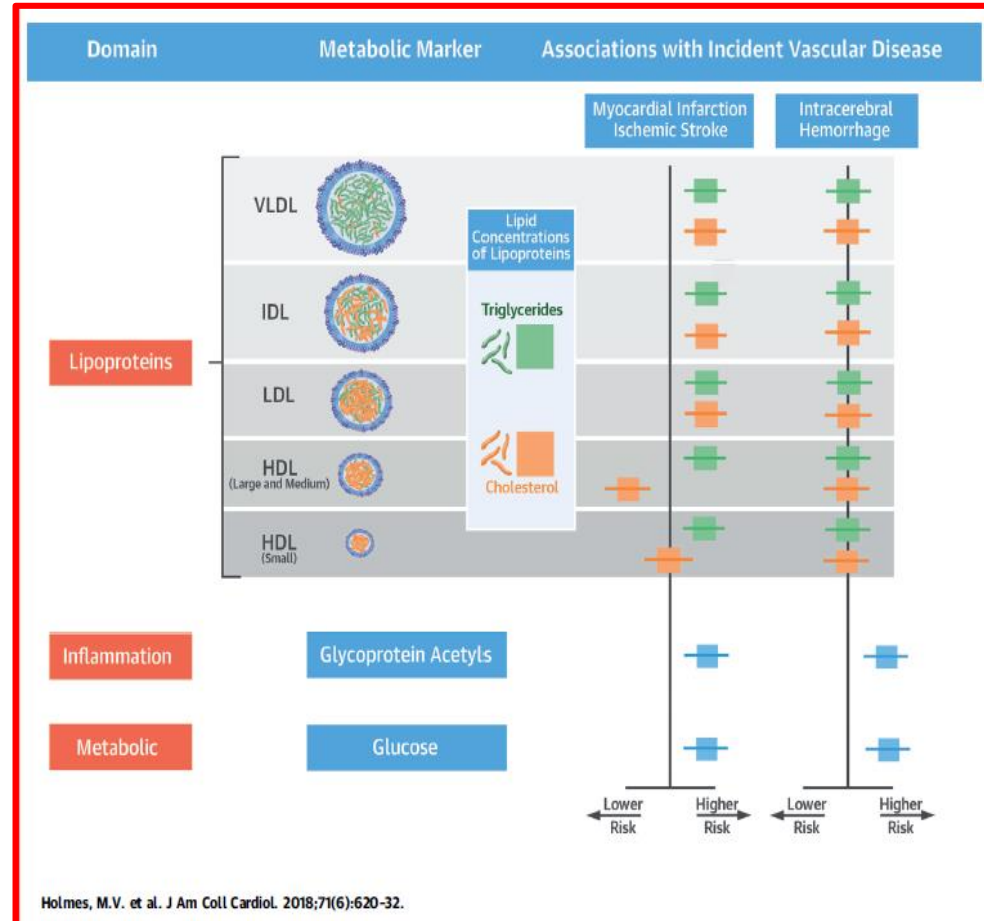 Domain
Metabolic Marker
Associations with Incident Vascular Disease
Myocardial Infarction
Ischemic Stroke
Intracerebral
Hemorrhage
Lipoproteins
VLDL
IDL
LDL
HDL
(Large and Medium)
HDL
(Small)
Lipid
Concentrations
of Lipoproteins
Triglycerides
Cholesterol
Inflammation
Glycoprotein Acetyls
Metabolic
Glucose
Lower
Risk
Higher
Risk
Lower
Risk
Higher
Risk
Holmes, M.V. et al. J Am Coll Cardiol. 2018;71(6):620-32.